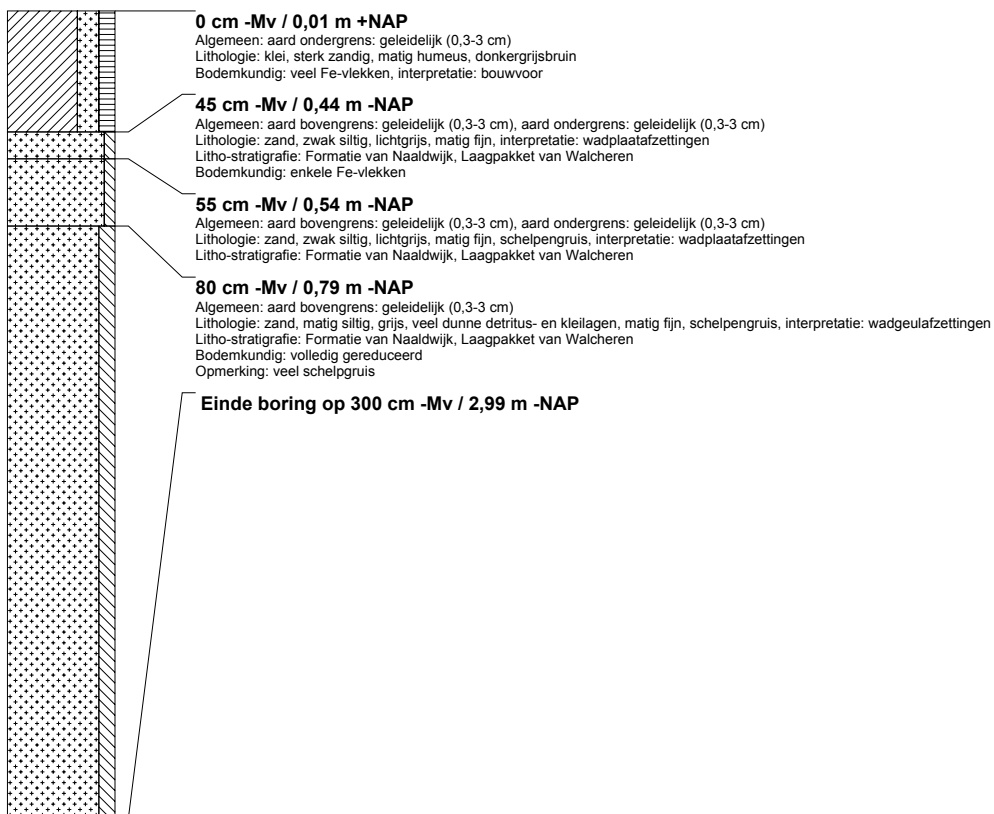 0 cm -Mv / 0,01 m +NAP
Algemeen: aard ondergrens: geleidelijk (0,3-3 cm)
Lithologie: klei, sterk zandig, matig humeus, donkergrijsbruin
Bodemkundig: veel Fe-vlekken, interpretatie: bouwvoor
45 cm -Mv / 0,44 m -NAP
Algemeen: aard bovengrens: geleidelijk (0,3-3 cm), aard ondergrens: geleidelijk (0,3-3 cm)
Lithologie: zand, zwak siltig, lichtgrijs, matig fijn, interpretatie: wadplaatafzettingen
Litho-stratigrafie: Formatie van Naaldwijk, Laagpakket van Walcheren
Bodemkundig: enkele Fe-vlekken
55 cm -Mv / 0,54 m -NAP
Algemeen: aard bovengrens: geleidelijk (0,3-3 cm), aard ondergrens: geleidelijk (0,3-3 cm)
Lithologie: zand, zwak siltig, lichtgrijs, matig fijn, schelpengruis, interpretatie: wadplaatafzettingen
Litho-stratigrafie: Formatie van Naaldwijk, Laagpakket van Walcheren
80 cm -Mv / 0,79 m -NAP
Algemeen: aard bovengrens: geleidelijk (0,3-3 cm)
Lithologie: zand, matig siltig, grijs, veel dunne detritus- en kleilagen, matig fijn, schelpengruis, interpretatie: wadgeulafzettingen
Litho-stratigrafie: Formatie van Naaldwijk, Laagpakket van Walcheren
Bodemkundig: volledig gereduceerd
Opmerking: veel schelpgruis
Einde boring op 300 cm -Mv / 2,99 m -NAP